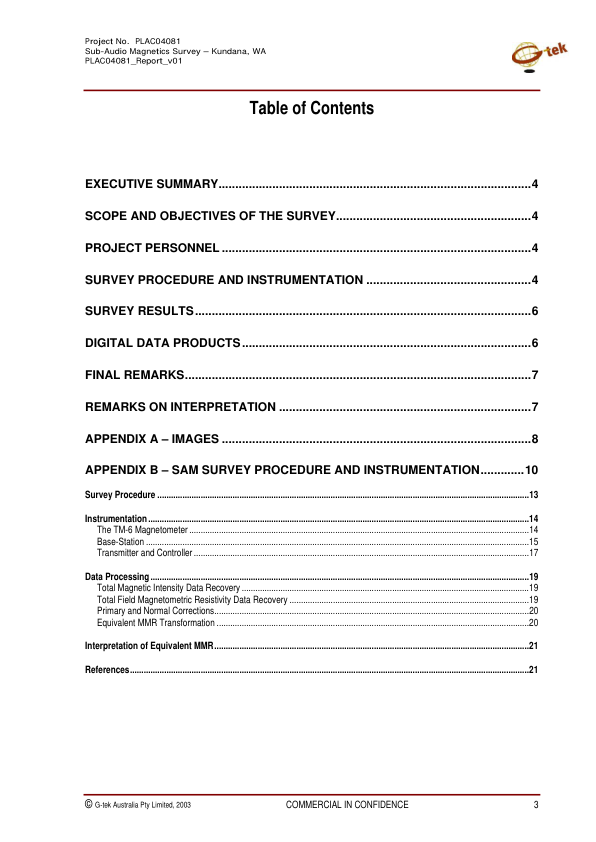 Project No. PLAC04081
Sub-Audio Magnetics Survey – Kundana, WA
PLAC04081_Report_v01
G-tek
Table of Contents
EXECUTIVE SUMMARY....................................................................................................4
SCOPE AND OBJECTIVES OF THE SURVEY..........................................................4
PROJECT PERSONNEL ....................................................................................................4
SURVEY PROCEDURE AND INSTRUMENTATION .................................................4
SURVEY RESULTS...........................................................................................................6
DIGITAL DATA PRODUCTS..............................................................................................6
FINAL REMARKS..............................................................................................................7
REMARKS ON INTERPRETATION ..................................................................................7
APPENDIX A – IMAGES ...................................................................................................8
APPENDIX B – SAM SURVEY PROCEDURE AND INSTRUMENTATION.............10
Survey Procedure ..............................................................................................................13
Instrumentation..................................................................................................................14
The TM-6 Magnetometer ...................................................................................................14
Base-Station .......................................................................................................................15
Transmitter and Controller .................................................................................................17
Data Processing.................................................................................................................19
Total Magnetic Intensity Data Recovery .............................................................................19
Total Field Magnetometric Resistivity Data Recovery ........................................................19
Primary and Normal Corrections.........................................................................................20
Equivalent MMR Transformation ........................................................................................20
Interpretation of Equivalent MMR......................................................................................21
References.........................................................................................................................21
© G-tek Australia Pty Limited, 2003 COMMERCIAL IN CONFIDENCE 3